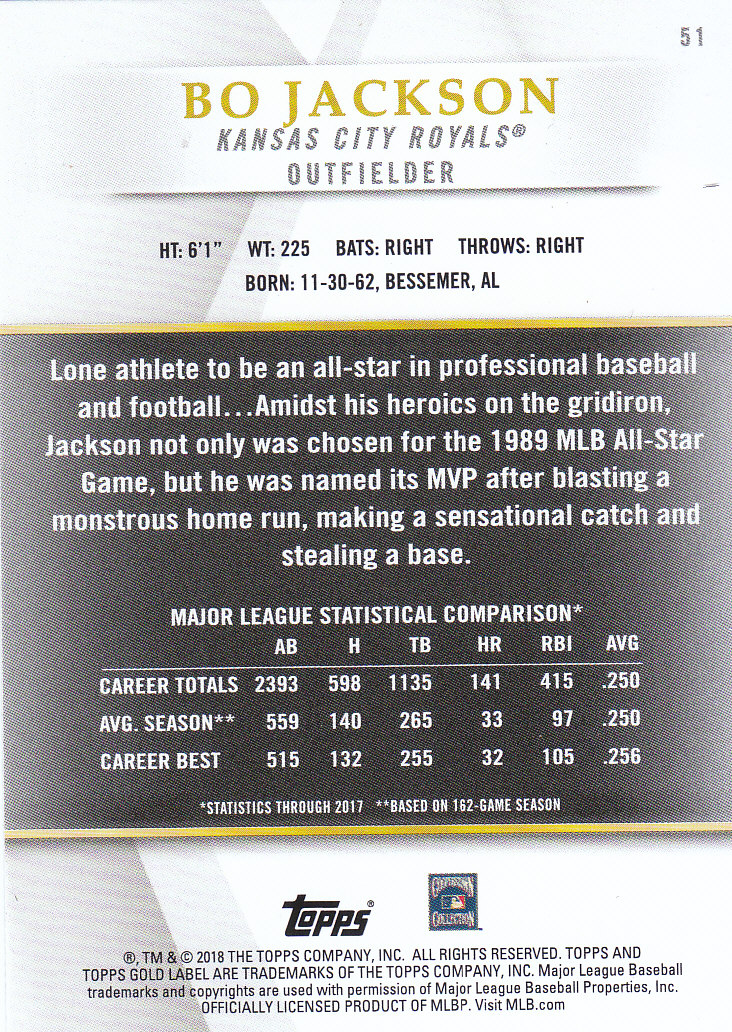 51
BO JACKSON
KANSAS CITY ROYALS®
OUTFIELDER
HT: 6'1" WT: 225 BATS: RIGHT THROWS: RIGHT
BORN: 11-30-62, BESSEMER, AL
Lone athlete to be an all-star in professional baseball
and football...Amidst his heroics on the gridiron,
Jackson not only was chosen for the 1989 MLB All-Star
Game, but he was named its MVP after blasting a
monstrous home run, making a sensational catch and
stealing a base.
MAJOR LEAGUE STATISTICAL COMPARISON*
AB H TB HR RBI AVG
CAREER TOTALS 2393 598 1135 141 415 .250
AVG. SEASON** 559 140 265 33 97 .250
CAREER BEST 515 132 255 32 105 .256
*STATISTICS THROUGH 2017 **BASED ON 162-GAME SEASON
topps®
COOPERSTOWN
COLLECTION
®, TM & © 2018 THE TOPPS COMPANY, INC. ALL RIGHTS RESERVED. TOPPS AND
TOPPS GOLD LABEL ARE TRADEMARKS OF THE TOPPS COMPANY, INC. Major League Baseball
trademarks and copyrights are used with permission of Major League Baseball Properties, Inc.
OFFICIALLY LICENSED PRODUCT OF MLBP. Visit MLB.com